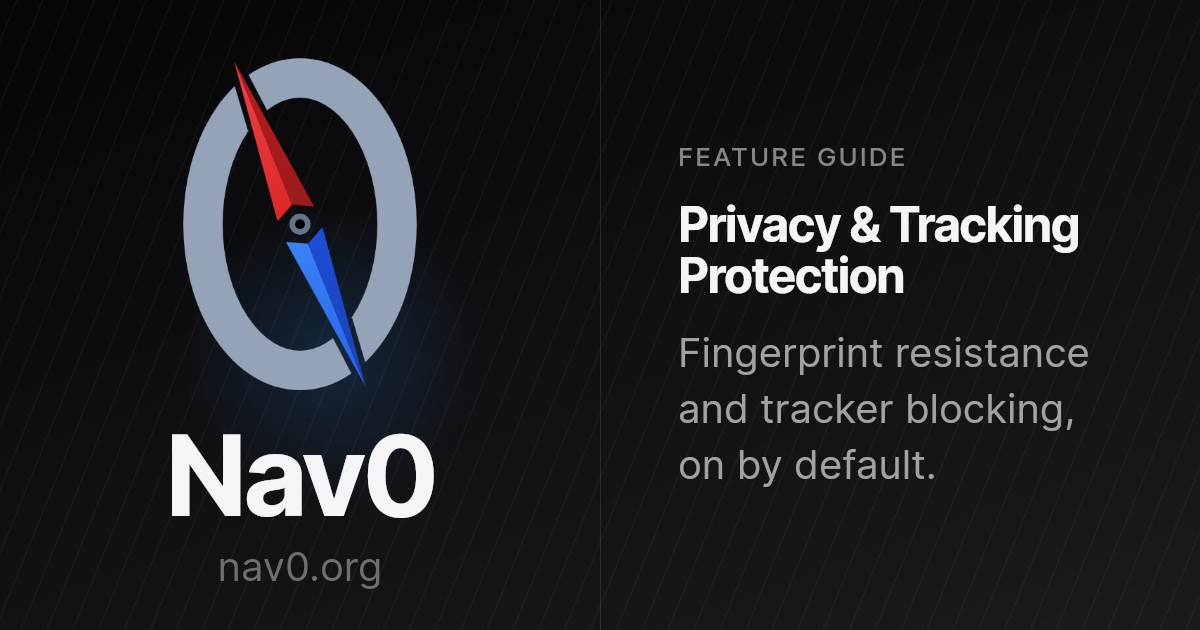 Nav0
nav0.org
FEATURE GUIDE
Privacy & Tracking
Protection
Fingerprint resistance
and tracker blocking,
on by default.